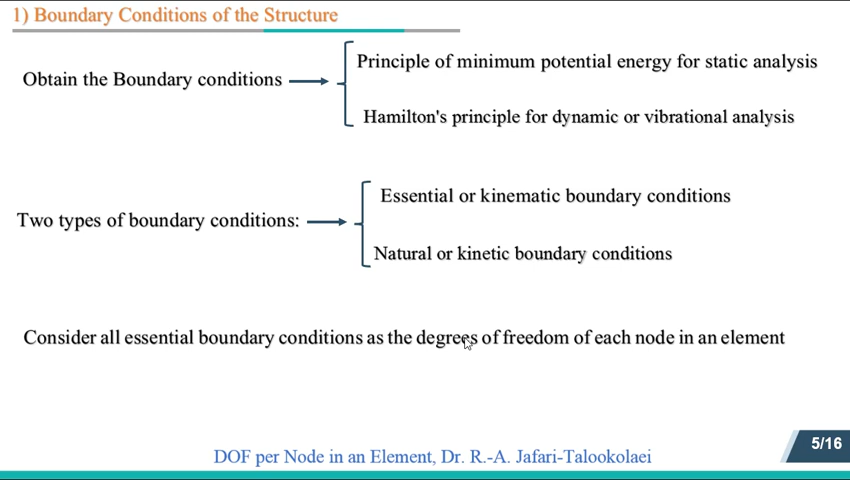 1) Boundary Conditions of the Structure
Obtain the Boundary conditions
Principle of minimum potential energy for static analysis
Hamilton's principle for dynamic or vibrational analysis
Two types of boundary conditions:
Essential or kinematic boundary conditions
Natural or kinetic boundary conditions
Consider all essential boundary conditions as the degrees of freedom of each node in an element
5/16
DOF per Node in an Element, Dr. R.-A. Jafari-Talookolaei